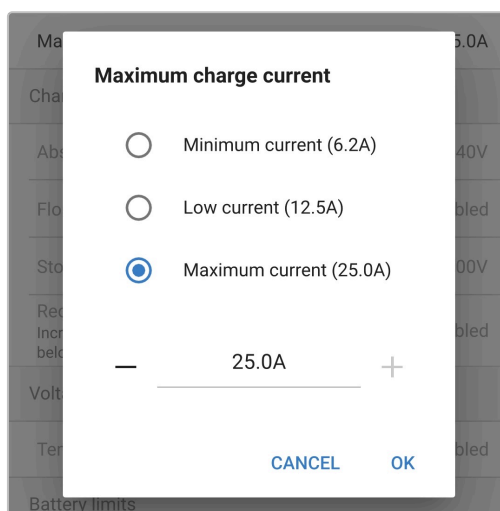 Maximum charge current
Minimum current (6.2A)
Low current (12.5A)
Maximum current (25.0A)
25.0A
CANCEL
OK
Battery limits